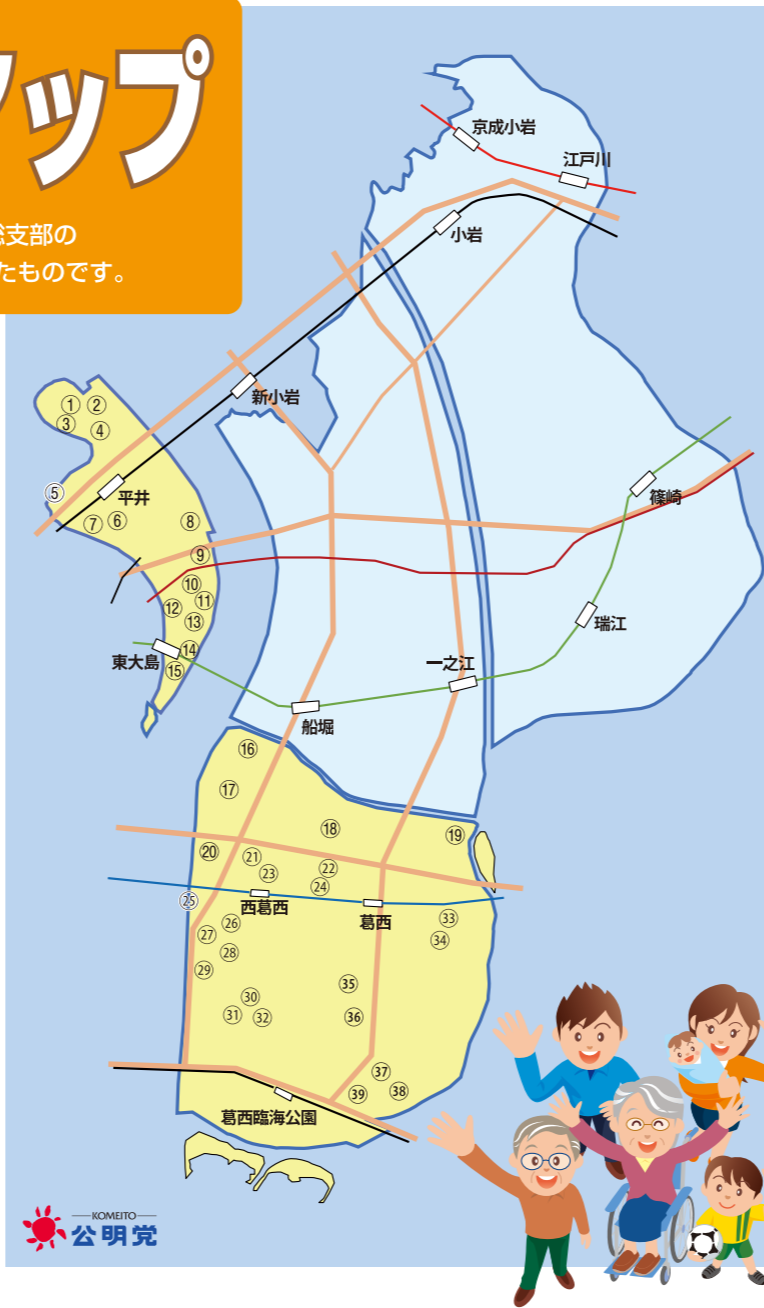 マップ
総支部の
たものです。
京成小岩
江戸川
小岩
新小岩
① ②
③ ④
⑤
平井
⑦ ⑥ ⑧
篠崎
⑨
⑩
⑫ ⑪
⑬
瑞江
東大島
⑭
⑮
一之江
船堀
⑯
⑰
⑱ ⑲
⑳ ㉑
㉒
㉓
㉔
㉕
西葛西
葛西
㉖ ㉝
㉗ ㉞
㉘
㉙
㉟
㉚
㉛ ㉜ ㊱
㊲
㊴ ㊳
葛西臨海公園
KOMEITO
公明党